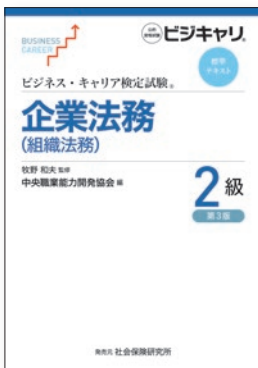 BUSINESS
CAREER
ビジキャリ®
標準
テキスト
ビジネス・キャリア検定試験®
企業法務
(組織法務)
牧野 和夫 監修
中央職業能力開発協会 編
2級
第3版
発売元 社会保険研究所